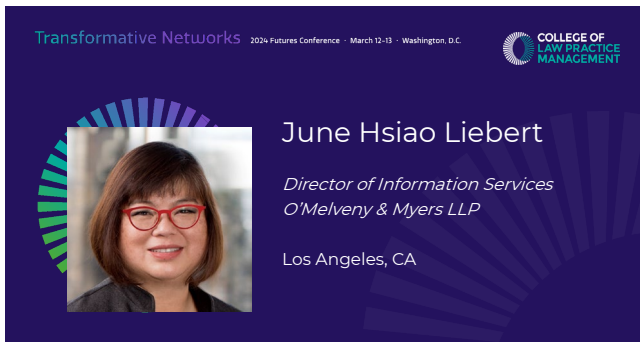 Transformative Networks 2024 Futures Conference · March 12-13 · Washington, D.C.
COLLEGE OF
LAW PRACTICE
MANAGEMENT
June Hsiao Liebert
Director of Information Services
O'Melveny & Myers LLP
Los Angeles, CA